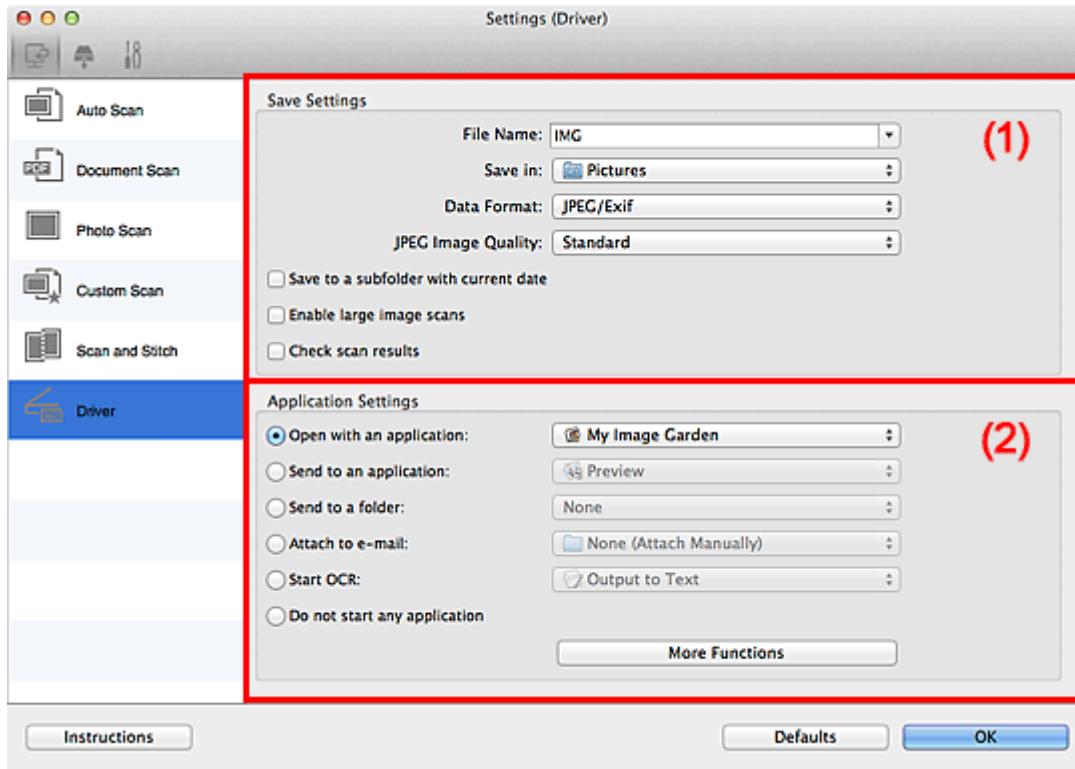 Settings (Driver)
Auto Scan
Document Scan
Photo Scan
Custom Scan
Scan and Stitch
Driver
Save Settings
(1)
File Name: IMG
Save in: Pictures
Data Format: JPEG/Exif
JPEG Image Quality: Standard
Save to a subfolder with current date
Enable large image scans
Check scan results
Application Settings
(2)
Open with an application: My Image Garden
Send to an application: Preview
Send to a folder: None
Attach to e-mail: None (Attach Manually)
Start OCR: Output to Text
Do not start any application
More Functions
Instructions
Defaults
OK